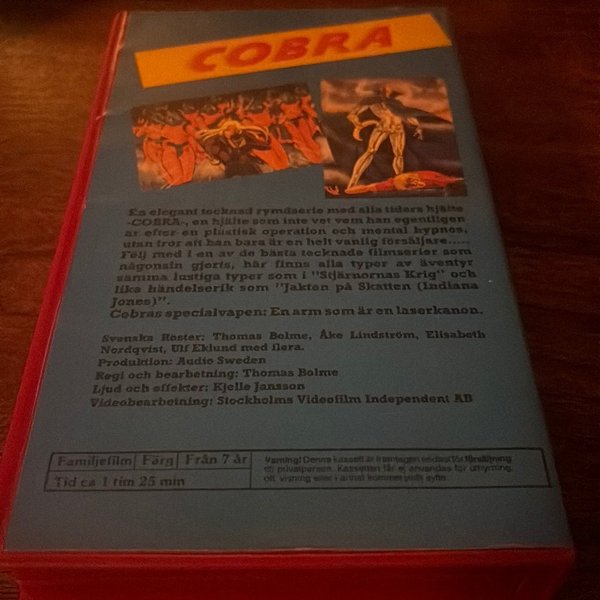 COBRA
En elegant tecknad rymdserie med alla tiders hjälte
-COBRA-, en hjälte som inte vet vem han egentligen
är efter en plastisk operation och mental hypnos,
utan tror att han bara är en helt vanlig försäljare.....
Följ med i en av de bästa tecknade filmserier som
någonsin gjorts, här finns alla typer av äventyr
samma lustiga typer som i "Stjärnornas Krig" och
lika händelserik som "Jakten på Skatten (Indiana
Jones)".
Cobras specialvapen: En arm som är en laserkanon.
Svenska Röster: Thomas Bolme, Åke Lindström, Elisabeth
Nordqvist, Ulf Eklund med flera.
Produktion: Audio Sweden
Regi och bearbetning: Thomas Bolme
Ljud och effekter: Kjelle Jansson
Videobearbetning: Stockholms Videofilm Independent AB
Familjefilm Färg Från 7 år
Tid ca 1 tim 25 min
Varning! Denna kassett är framtagen endast för försäljning
till privatperson. Kassetten får ej användas för uthyrning,
off. visning eller i annat kommersiellt syfte.